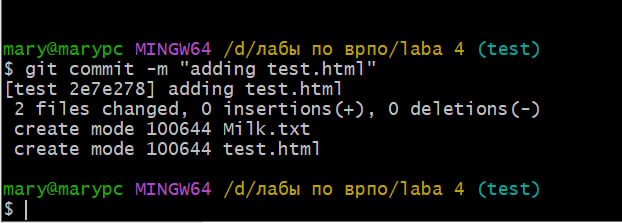 mary@marypc MINGW64 /d/лабы по врпо/laba 4 (test)
$ git commit -m "adding test.html"
[test 2e7e278] adding test.html
 2 files changed, 0 insertions(+), 0 deletions(-)
 create mode 100644 Milk.txt
 create mode 100644 test.html
mary@marypc MINGW64 /d/лабы по врпо/laba 4 (test)
$